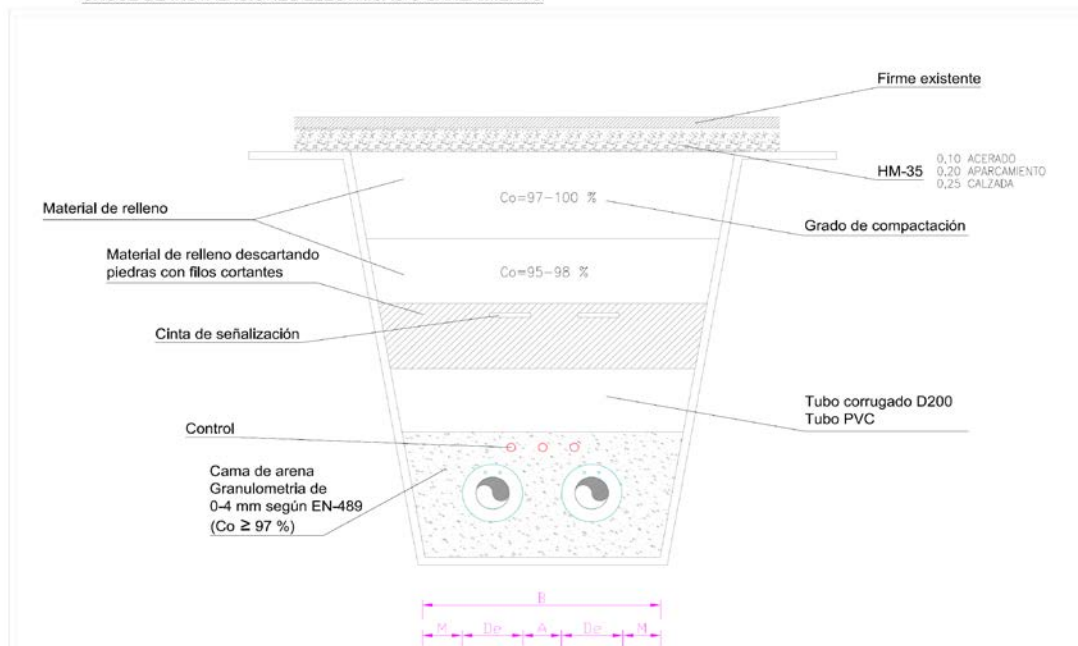 Firme existente
HM-35
0,10 ACERADO
0,20 APARCAMIENTO
0,25 CALZADA
Co=97-100 %
Material de relleno
Grado de compactación
Material de relleno descartando
piedras con filos cortantes
Co=95-98 %
Cinta de señalización
Tubo corrugado D200
Tubo PVC
Control
Cama de arena
Granulometria de
0-4 mm según EN-489
(Co ≥ 97 %)
B
M De A De M